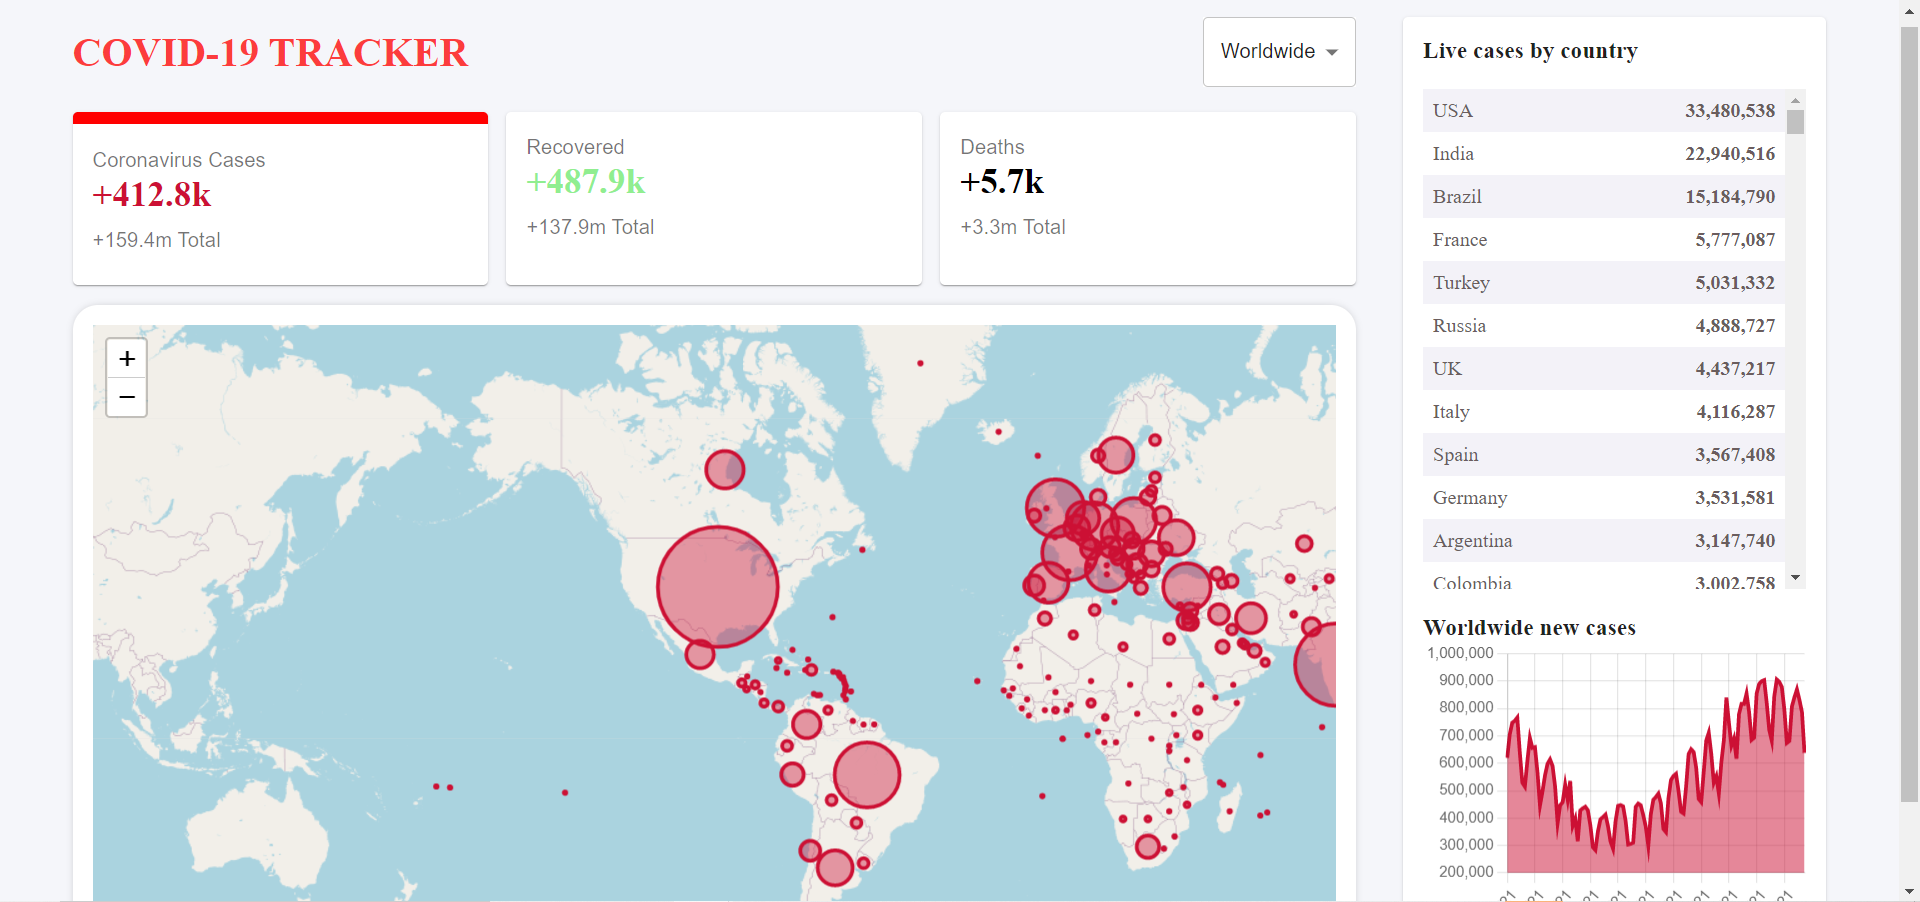 COVID-19 TRACKER
Worldwide
Coronavirus Cases
+412.8k
+159.4m Total
Recovered
+487.9k
+137.9m Total
Deaths
+5.7k
+3.3m Total
+
−
Live cases by country
USA 33,480,538
India 22,940,516
Brazil 15,184,790
France 5,777,087
Turkey 5,031,332
Russia 4,888,727
UK 4,437,217
Italy 4,116,287
Spain 3,567,408
Germany 3,531,581
Argentina 3,147,740
Colombia 3,002,758
Worldwide new cases
1,000,000
900,000
800,000
700,000
600,000
500,000
400,000
300,000
200,000